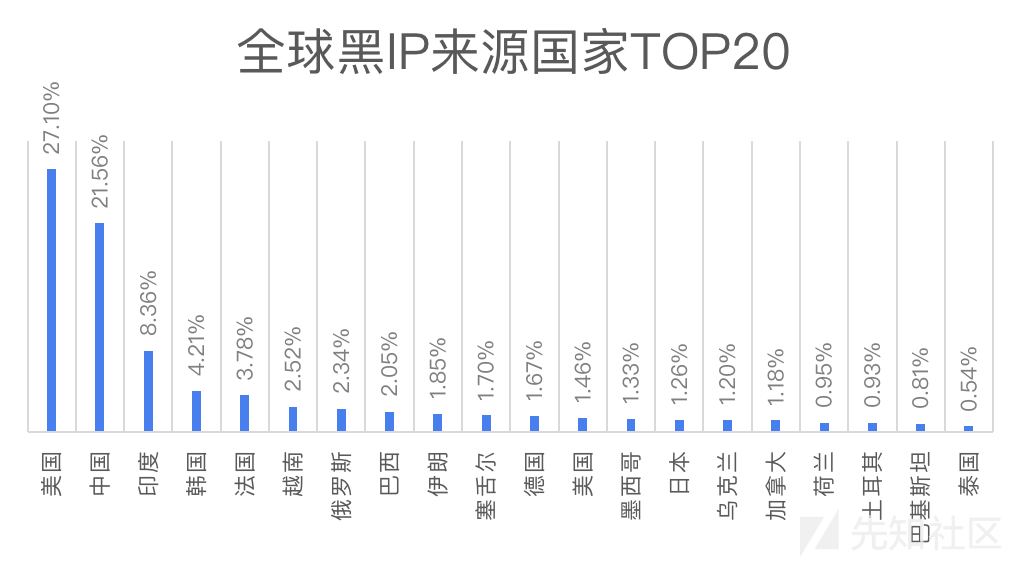 全球黑IP来源国家TOP20
27.10%
21.56%
8.36%
4.21%
3.78%
2.52%
2.34%
2.05%
1.85%
1.70%
1.67%
1.46%
1.33%
1.26%
1.20%
1.18%
0.95%
0.93%
0.81%
0.54%
美国
中国
印度
韩国
法国
越南
俄罗斯
巴西
伊朗
塞舌尔
德国
美国
墨西哥
日本
乌克兰
加拿大
荷兰
土耳其
巴基斯坦
泰国
先知社区